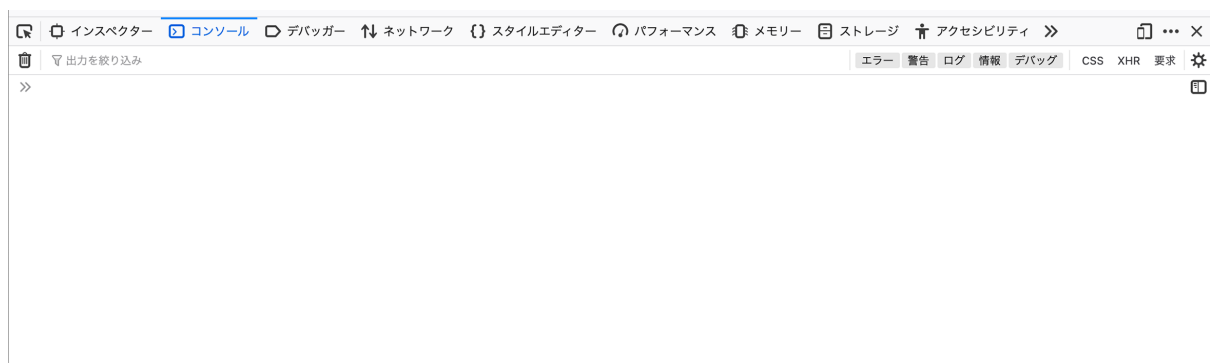 インスペクター コンソール デバッガー ネットワーク スタイルエディター パフォーマンス メモリー ストレージ アクセシビリティ
出力を絞り込み エラー 警告 ログ 情報 デバッグ CSS XHR 要求